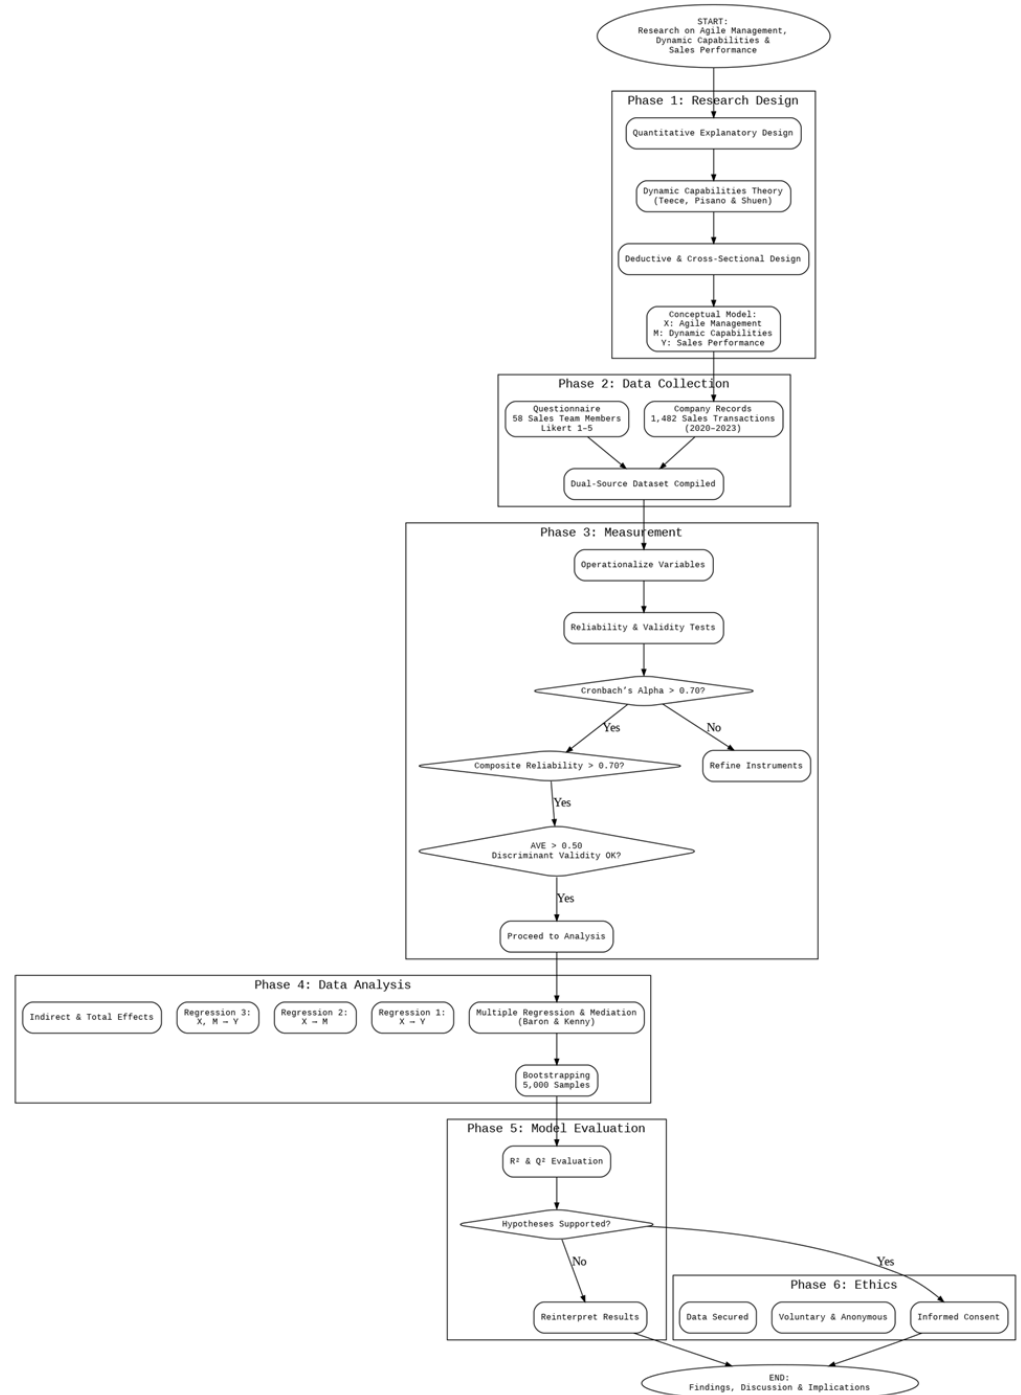 START:
Research on Agile Management,
Dynamic Capabilities &
Sales Performance
Phase 1: Research Design
Quantitative Explanatory Design
Dynamic Capabilities Theory
(Teece, Pisano & Shuen)
Deductive & Cross-Sectional Design
Conceptual Model:
X: Agile Management
M: Dynamic Capabilities
Y: Sales Performance
Phase 2: Data Collection
Questionnaire
58 Sales Team Members
Likert 1–5
Company Records
1,482 Sales Transactions
(2020–2023)
Dual-Source Dataset Compiled
Phase 3: Measurement
Operationalize Variables
Reliability & Validity Tests
Cronbach's Alpha > 0.70?
Yes
No
Composite Reliability > 0.70?
Refine Instruments
Yes
AVE > 0.50
Discriminant Validity OK?
Yes
Proceed to Analysis
Phase 4: Data Analysis
Indirect & Total Effects
Regression 3:
X, M → Y
Regression 2:
X → M
Regression 1:
X → Y
Multiple Regression & Mediation
(Baron & Kenny)
Bootstrapping
5,000 Samples
Phase 5: Model Evaluation
R² & Q² Evaluation
Hypotheses Supported?
No
Yes
Reinterpret Results
Phase 6: Ethics
Data Secured
Voluntary & Anonymous
Informed Consent
END:
Findings, Discussion & Implications